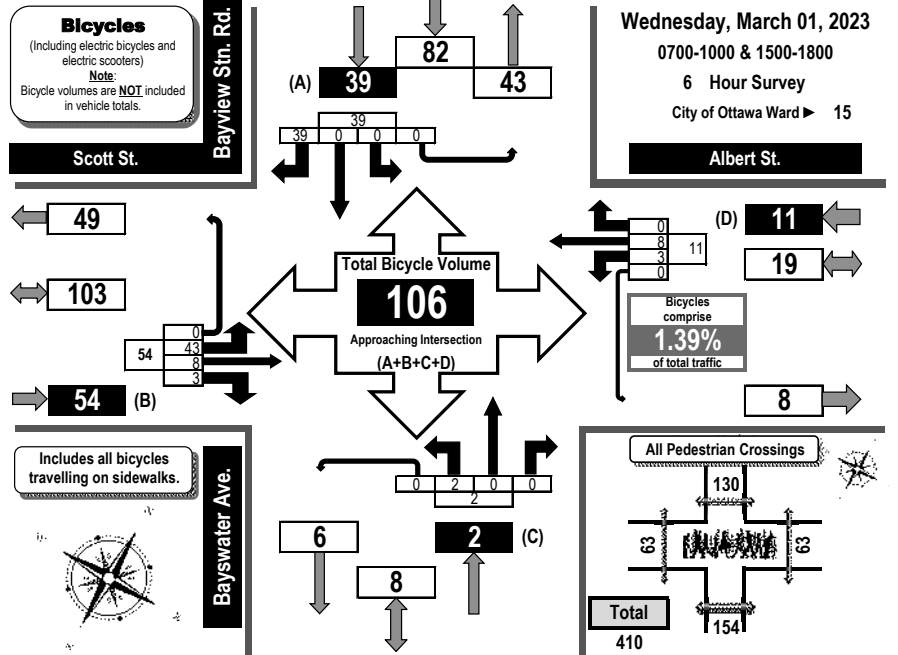 Bicycles
(Including electric bicycles and
electric scooters)
Note:
Bicycle volumes are NOT included
in vehicle totals.
Bayview Stn. Rd.
Scott St.
82
(A) 39
43
39
39 0 0 0
Wednesday, March 01, 2023
0700-1000 & 1500-1800
6 Hour Survey
City of Ottawa Ward ► 15
Albert St.
49
103
0
43
8
3
54
54 (B)
Total Bicycle Volume
106
Approaching Intersection
(A+B+C+D)
0
8
3
0
11
(D) 11
19
Bicycles
comprise
1.39%
of total traffic
8
Includes all bicycles
travelling on sidewalks.
Bayswater Ave.
0 2 0 0
2
6
2 (C)
8
All Pedestrian Crossings
130
63
63
154
Total
410